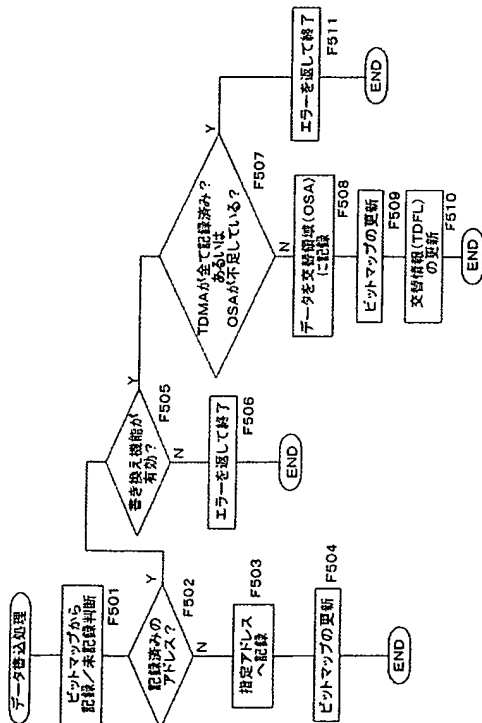 データ書込処理
ビットマップから
記録／未記録判断
F501
記録済みの
アドレス？
F502
Y
N
指定アドレス
へ記録
F503
ビットマップの更新
F504
END
書き換え機能が
有効？
F505
Y
N
エラーを返して終了
F506
END
TDMAが全て記録済み？
あるいは
OSAが不足している？
F507
Y
N
データを交替領域(OSA)
に記録
F508
ビットマップの更新
F509
交替情報(TDFL)
の更新
F510
END
エラーを返して終了
F511
END